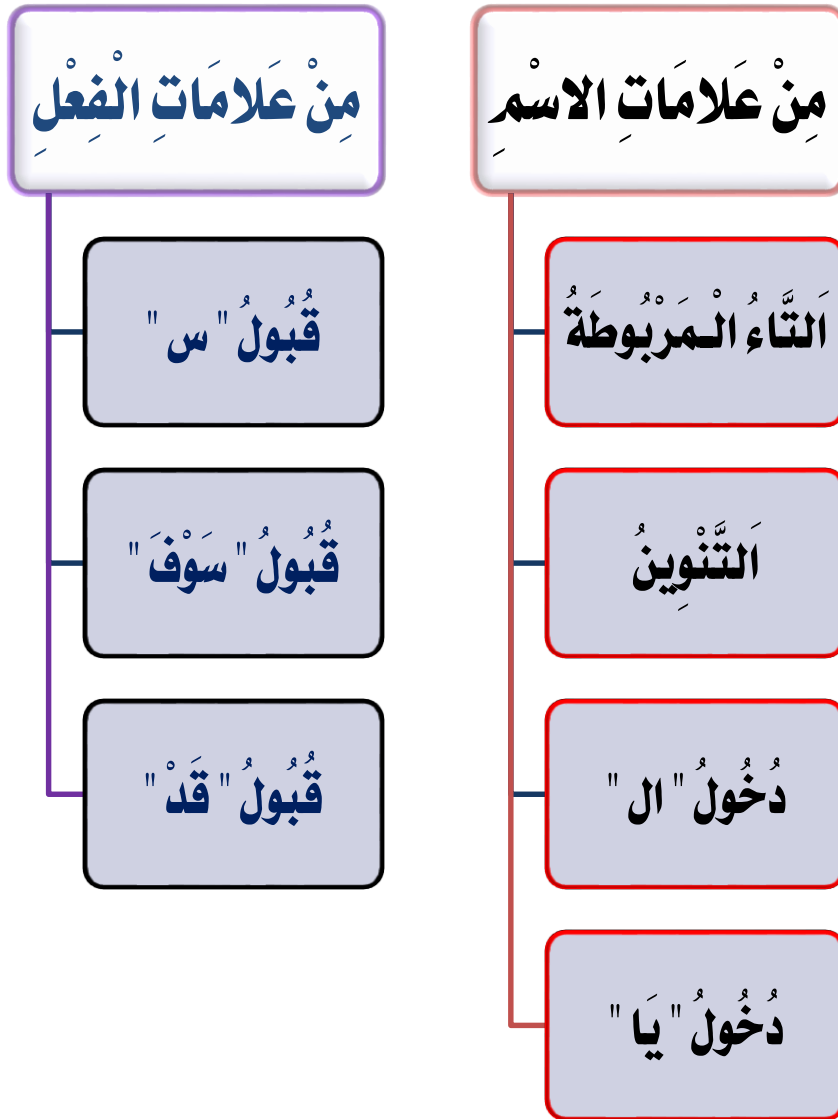 مِنْ عَلامَاتِ الاسْمِ
اَلتَّاءُ الْـمَرْبُوطَةُ
اَلتَّنْوِينُ
دُخُولُ " ال "
دُخُولُ " يَا "
مِنْ عَلامَاتِ الْفِعْلِ
قُبُولُ " س "
قُبُولُ " سَوْفَ "
قُبُولُ " قَدْ "